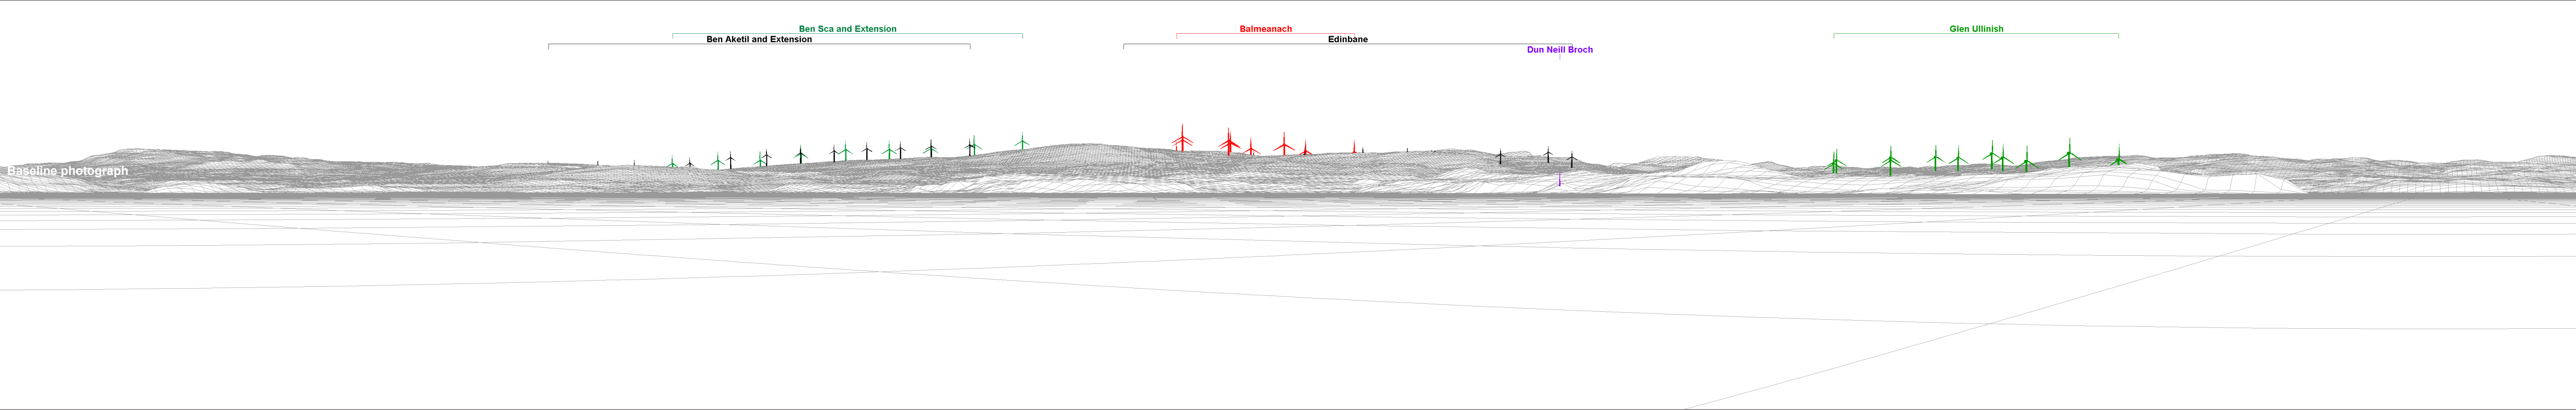 Ben Sca and Extension
Balmeanach
Glen Ullinish
Ben Aketil and Extension
Edinbane
Dun Neill Broch
Baseline photograph